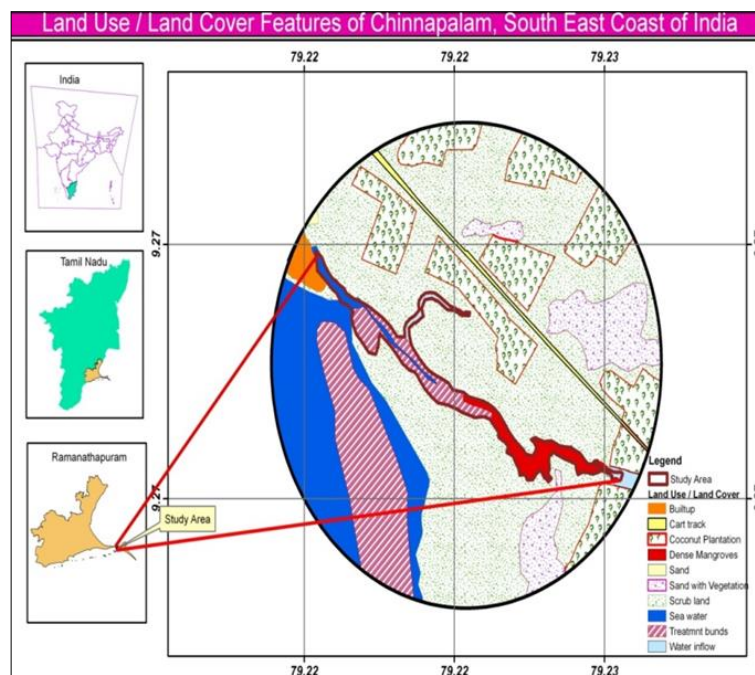 Land Use / Land Cover Features of Chinnapalam, South East Coast of India
79.22 79.22 79.23
India
9.27
9.27
Tamil Nadu
Ramanathapuram
Study Area
Legend
Study Area
Land Use / Land Cover
Builtup
Cart track
Coconut Plantation
Dense Mangroves
Sand
Sand with Vegetation
Scrub land
Sea water
Treatmnt bunds
Water inflow
9.27
79.22 79.22 79.23